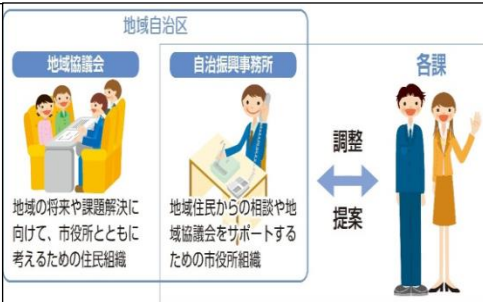 地域自治区
地域協議会
地域の将来や課題解決に
向けて、市役所とともに
考えるための住民組織
自治振興事務所
地域住民からの相談や地
域協議会をサポートする
ための市役所組織
調整
提案
各課